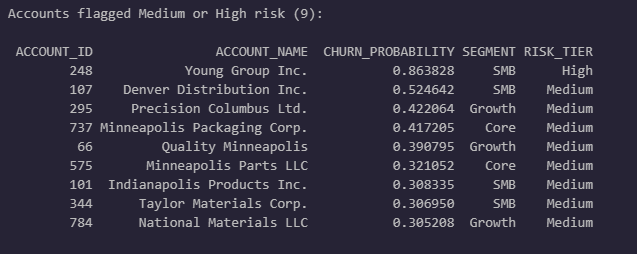 Accounts flagged Medium or High risk (9):
ACCOUNT_ID ACCOUNT_NAME CHURN_PROBABILITY SEGMENT RISK_TIER
248 Young Group Inc. 0.863828 SMB High
107 Denver Distribution Inc. 0.524642 SMB Medium
295 Precision Columbus Ltd. 0.422064 Growth Medium
737 Minneapolis Packaging Corp. 0.417205 Core Medium
66 Quality Minneapolis 0.390795 Growth Medium
575 Minneapolis Parts LLC 0.321052 Core Medium
101 Indianapolis Products Inc. 0.308335 SMB Medium
344 Taylor Materials Corp. 0.306950 SMB Medium
784 National Materials LLC 0.305208 Growth Medium